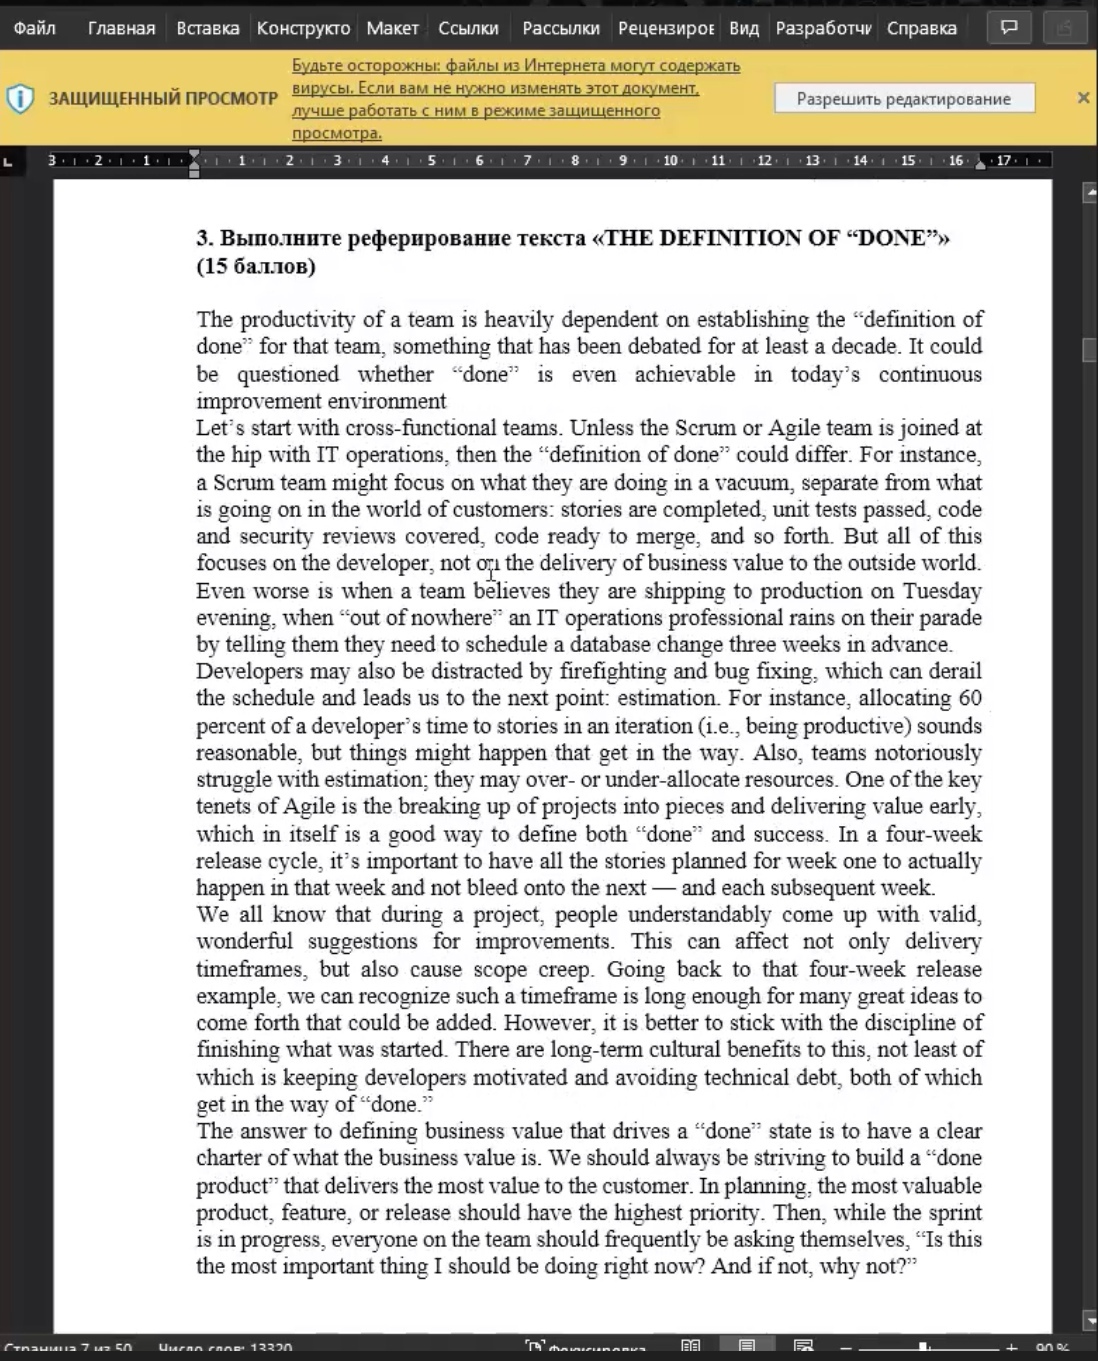 Файл Главная Вставка Конструкто Макет Ссылки Рассылки Рецензиров Вид Разработчи Справка
ЗАЩИЩЕННЫЙ ПРОСМОТР
Будьте осторожны: файлы из Интернета могут содержать
вирусы. Если вам не нужно изменять этот документ,
лучше работать с ним в режиме защищенного
просмотра.
Разрешить редактирование
3 2 1 1 2 3 4 5 6 7 8 9 10 11 12 13 14 15 16 17
3. Выполните реферирование текста «THE DEFINITION OF “DONE”»
(15 баллов)
The productivity of a team is heavily dependent on establishing the “definition of
done” for that team, something that has been debated for at least a decade. It could
be questioned whether “done” is even achievable in today’s continuous
improvement environment
Let’s start with cross-functional teams. Unless the Scrum or Agile team is joined at
the hip with IT operations, then the “definition of done” could differ. For instance,
a Scrum team might focus on what they are doing in a vacuum, separate from what
is going on in the world of customers: stories are completed, unit tests passed, code
and security reviews covered, code ready to merge, and so forth. But all of this
focuses on the developer, not on the delivery of business value to the outside world.
Even worse is when a team believes they are shipping to production on Tuesday
evening, when “out of nowhere” an IT operations professional rains on their parade
by telling them they need to schedule a database change three weeks in advance.
Developers may also be distracted by firefighting and bug fixing, which can derail
the schedule and leads us to the next point: estimation. For instance, allocating 60
percent of a developer’s time to stories in an iteration (i.e., being productive) sounds
reasonable, but things might happen that get in the way. Also, teams notoriously
struggle with estimation; they may over- or under-allocate resources. One of the key
tenets of Agile is the breaking up of projects into pieces and delivering value early,
which in itself is a good way to define both “done” and success. In a four-week
release cycle, it’s important to have all the stories planned for week one to actually
happen in that week and not bleed onto the next — and each subsequent week.
We all know that during a project, people understandably come up with valid,
wonderful suggestions for improvements. This can affect not only delivery
timeframes, but also cause scope creep. Going back to that four-week release
example, we can recognize such a timeframe is long enough for many great ideas to
come forth that could be added. However, it is better to stick with the discipline of
finishing what was started. There are long-term cultural benefits to this, not least of
which is keeping developers motivated and avoiding technical debt, both of which
get in the way of “done.”
The answer to defining business value that drives a “done” state is to have a clear
charter of what the business value is. We should always be striving to build a “done
product” that delivers the most value to the customer. In planning, the most valuable
product, feature, or release should have the highest priority. Then, while the sprint
is in progress, everyone on the team should frequently be asking themselves, “Is this
the most important thing I should be doing right now? And if not, why not?”
Страница 7 из 50 Число слов: 13320 Фокусировка 90 %